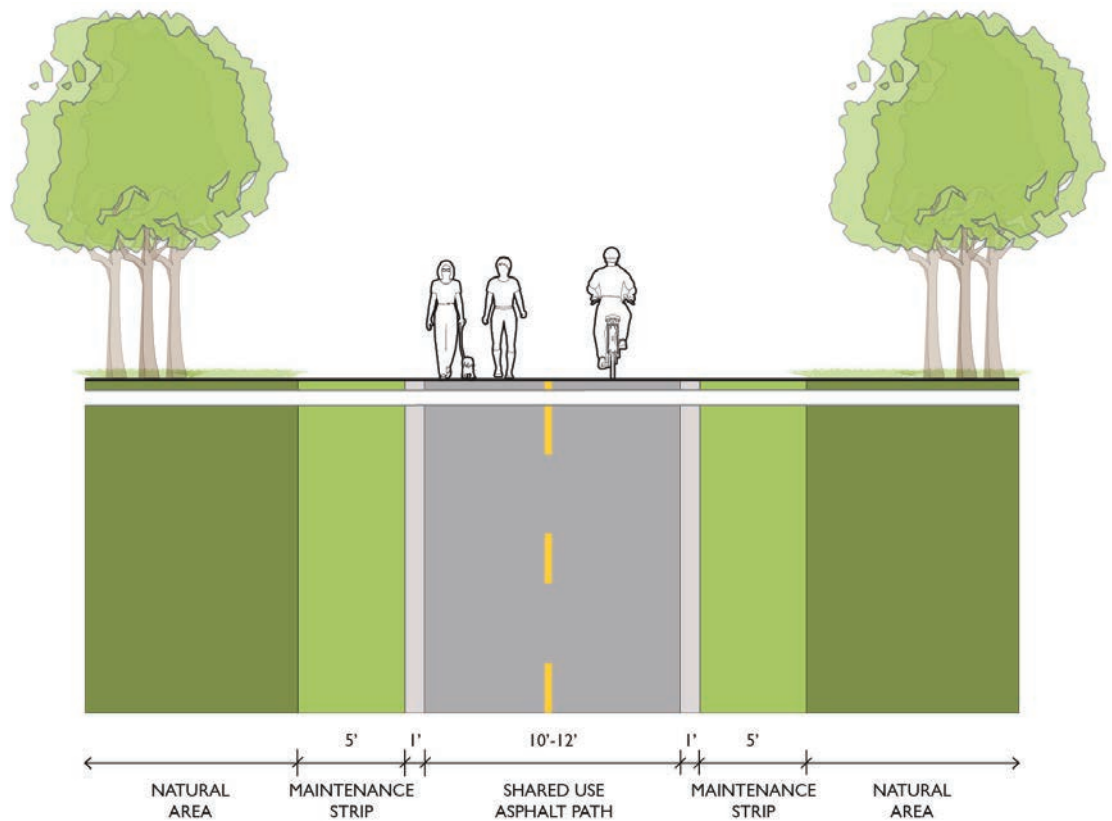 5’ 1’ 10’-12’ 1’ 5’
NATURAL MAINTENANCE SHARED USE MAINTENANCE NATURAL
AREA STRIP ASPHALT PATH STRIP AREA